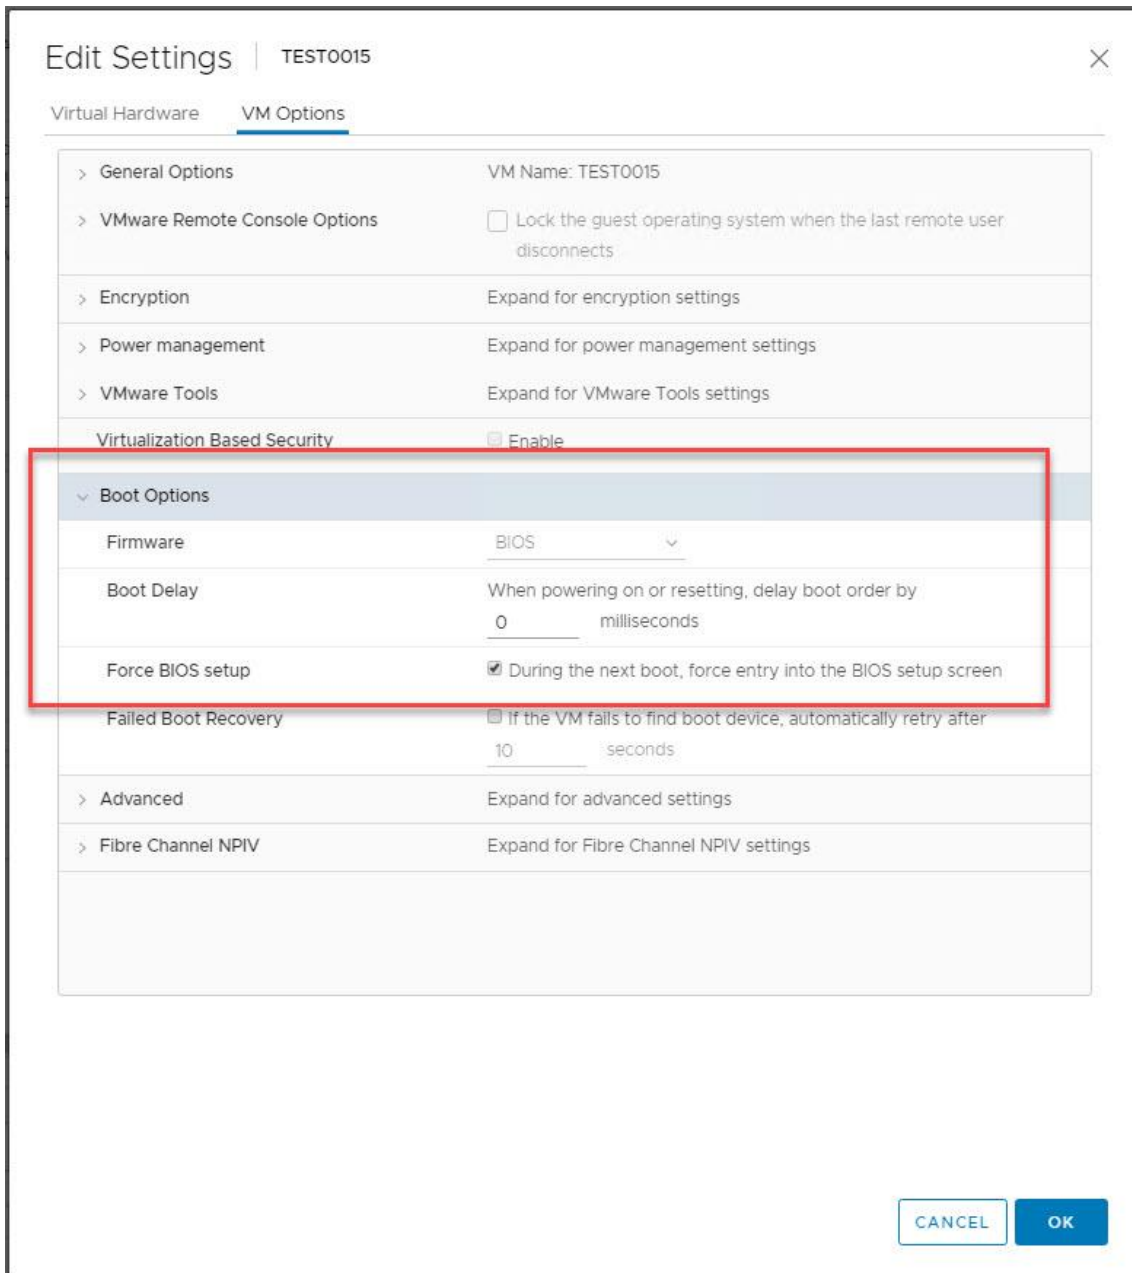 Edit Settings TEST0015
Virtual Hardware VM Options
General Options VM Name: TEST0015
VMware Remote Console Options Lock the guest operating system when the last remote user
disconnects
Encryption Expand for encryption settings
Power management Expand for power management settings
VMware Tools Expand for VMware Tools settings
Virtualization Based Security Enable
Boot Options
Firmware BIOS
Boot Delay When powering on or resetting, delay boot order by
0 milliseconds
Force BIOS setup During the next boot, force entry into the BIOS setup screen
Failed Boot Recovery If the VM fails to find boot device, automatically retry after
10 seconds
Advanced Expand for advanced settings
Fibre Channel NPIV Expand for Fibre Channel NPIV settings
CANCEL OK